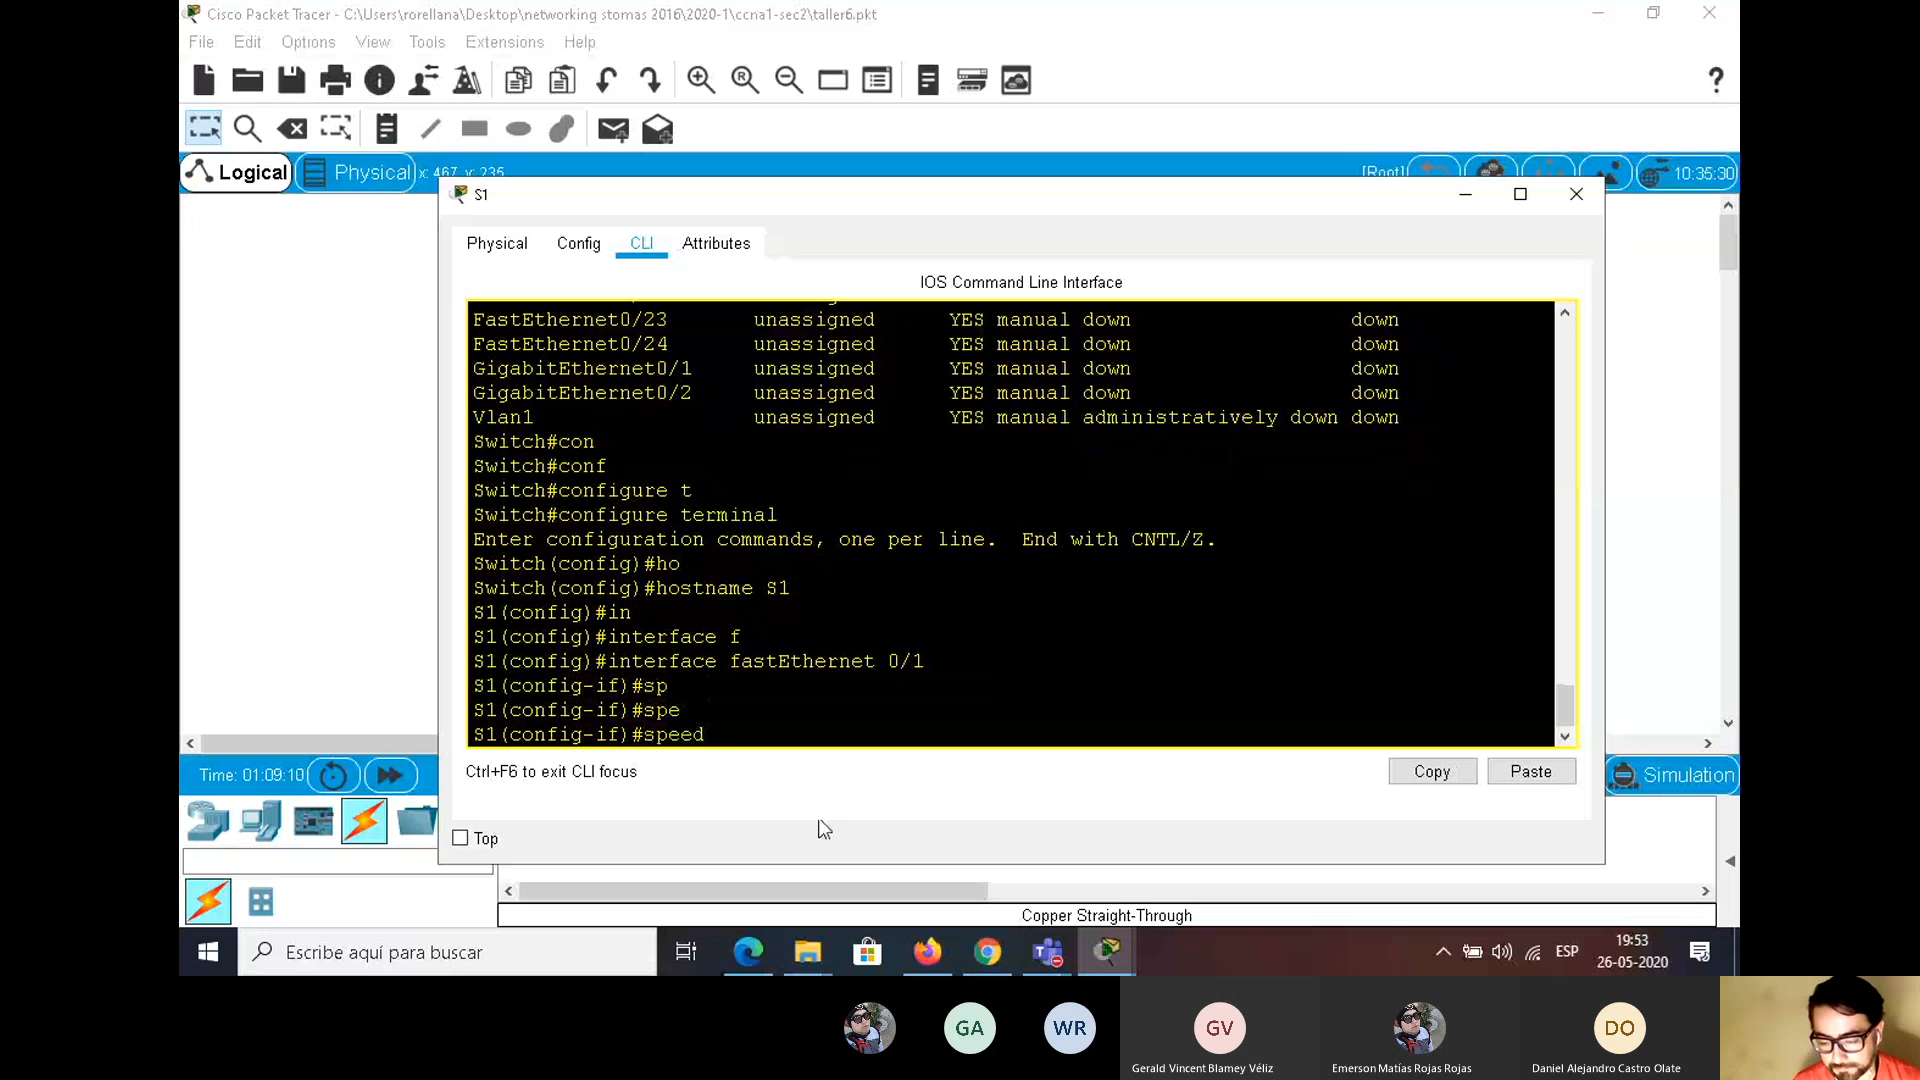 Cisco Packet Tracer - C:\Users\rorellana\Desktop\networking stomas 2016\2020-1\ccna1-sec2\taller6.pkt
File Edit Options View Tools Extensions Help
Logical Physical x: 467, y: 235 [Root] 10:35:30
S1
Physical Config CLI Attributes
IOS Command Line Interface
FastEthernet0/23 unassigned YES manual down down
FastEthernet0/24 unassigned YES manual down down
GigabitEthernet0/1 unassigned YES manual down down
GigabitEthernet0/2 unassigned YES manual down down
Vlan1 unassigned YES manual administratively down down
Switch#con
Switch#conf
Switch#configure t
Switch#configure terminal
Enter configuration commands, one per line. End with CNTL/Z.
Switch(config)#ho
Switch(config)#hostname S1
S1(config)#in
S1(config)#interface f
S1(config)#interface fastEthernet 0/1
S1(config-if)#sp
S1(config-if)#spe
S1(config-if)#speed
Ctrl+F6 to exit CLI focus Copy Paste
Time: 01:09:10 Simulation
Top
Copper Straight-Through
Escribe aquí para buscar ESP 19:53
26-05-2020
GA WR GV DO
Gerald Vincent Blamey Véliz Emerson Matías Rojas Rojas Daniel Alejandro Castro Olate